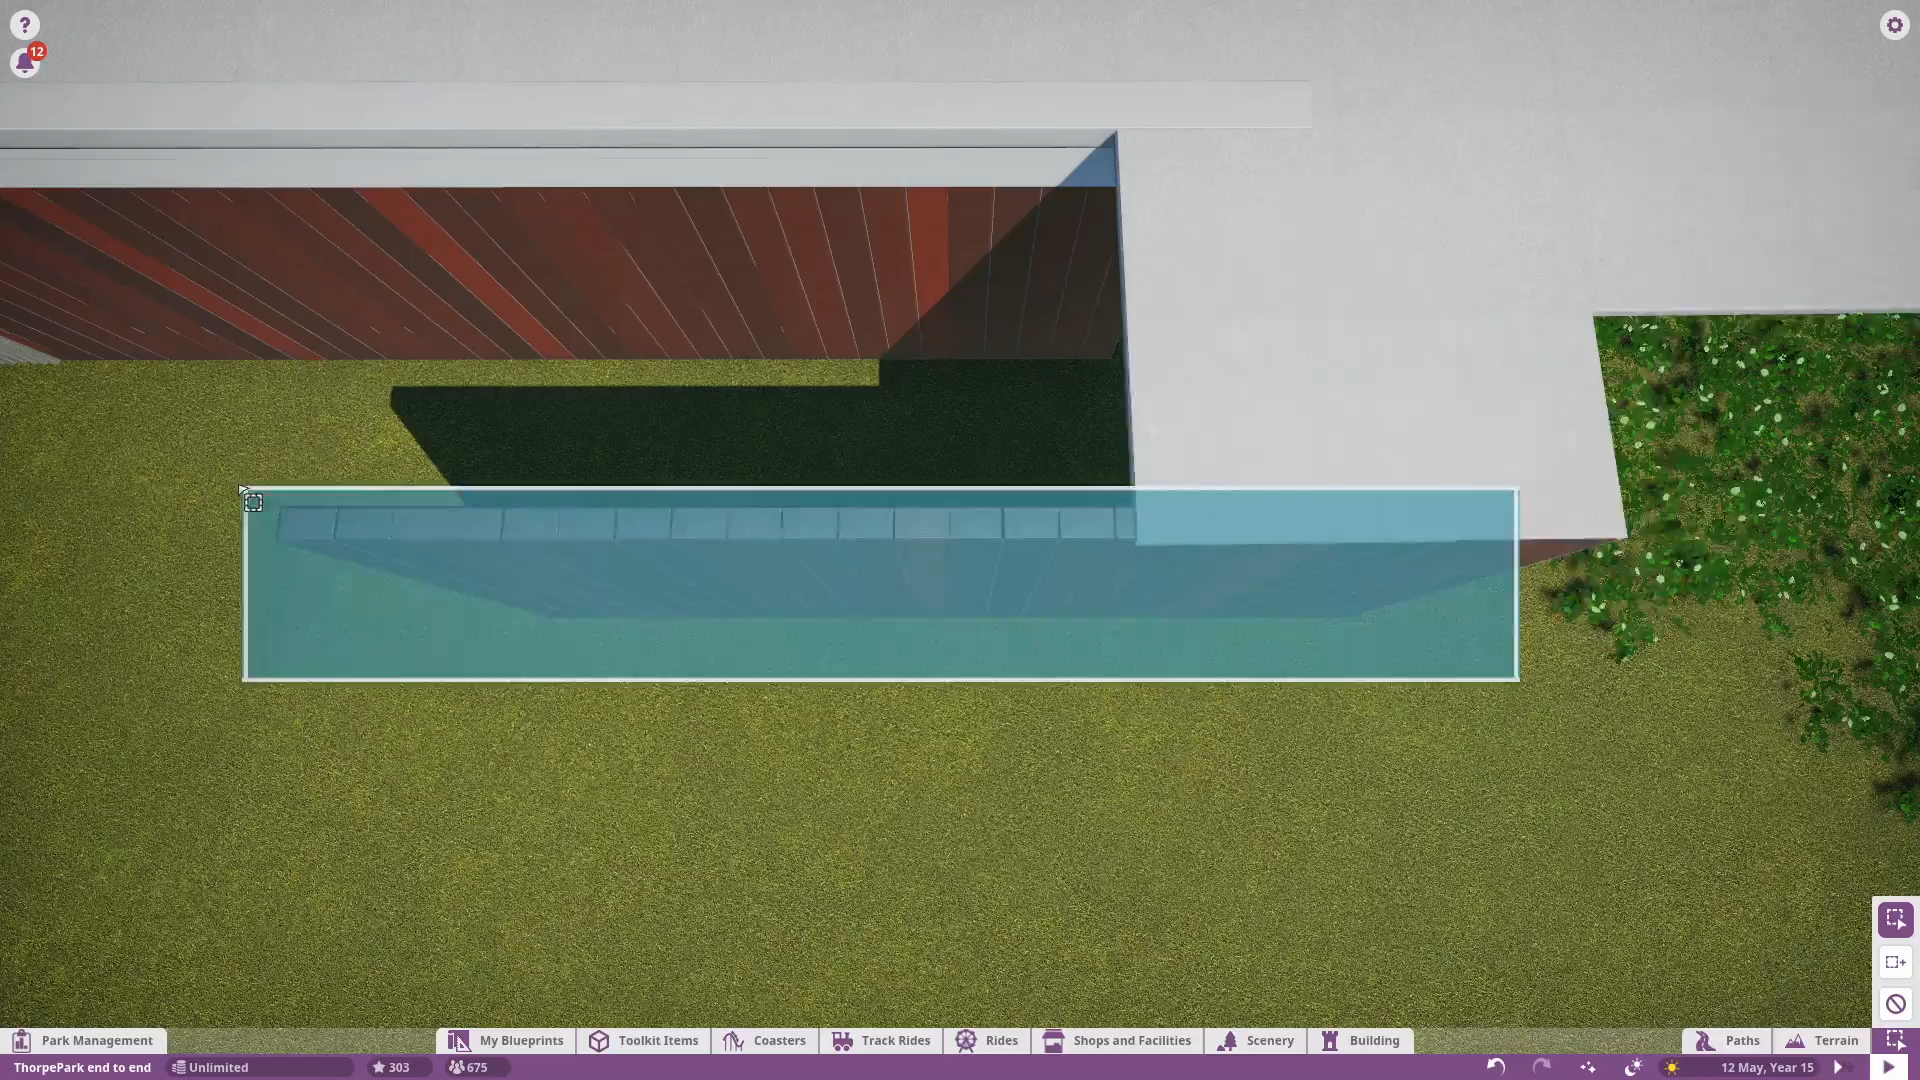 ?
12
Park Management
My Blueprints
Toolkit Items
Coasters
Track Rides
Rides
Shops and Facilities
Scenery
Building
Paths
Terrain
ThorpePark end to end
Unlimited
303
675
12 May, Year 15